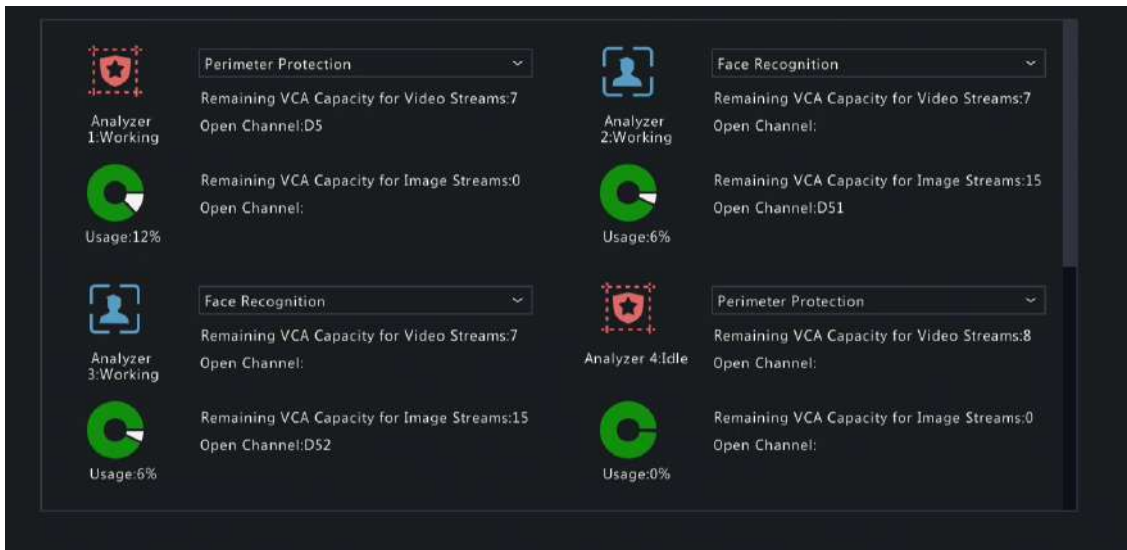 Perimeter Protection
Remaining VCA Capacity for Video Streams:7
Analyzer
1:Working
Open Channel:D5
Remaining VCA Capacity for Image Streams:0
Open Channel:
Usage:12%
Face Recognition
Remaining VCA Capacity for Video Streams:7
Analyzer
2:Working
Open Channel:
Remaining VCA Capacity for Image Streams:15
Open Channel:D51
Usage:6%
Face Recognition
Remaining VCA Capacity for Video Streams:7
Analyzer
3:Working
Open Channel:
Remaining VCA Capacity for Image Streams:15
Open Channel:D52
Usage:6%
Perimeter Protection
Remaining VCA Capacity for Video Streams:8
Analyzer 4:Idle
Open Channel:
Remaining VCA Capacity for Image Streams:0
Open Channel:
Usage:0%